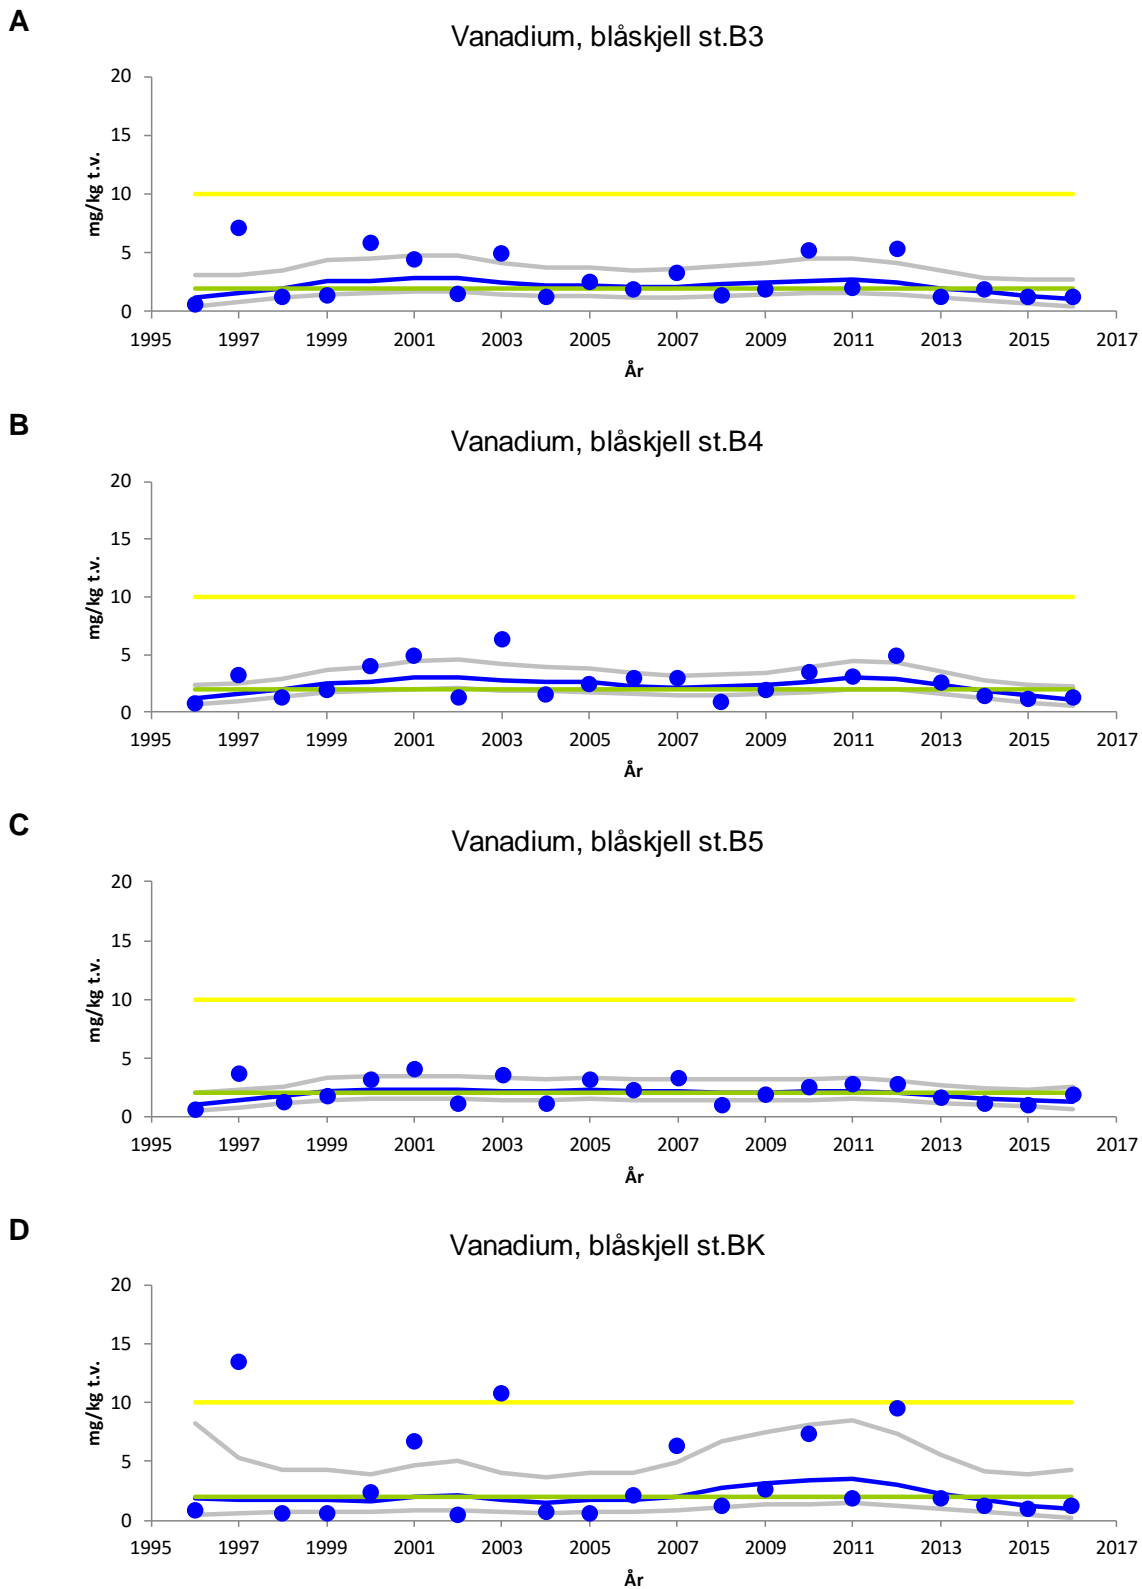 A
Vanadium, blåskjell st.B3
20
15
10
5
0
mg/kg t.v.
1995 1997 1999 2001 2003 2005 2007 2009 2011 2013 2015 2017
År
B
Vanadium, blåskjell st.B4
20
15
10
5
0
mg/kg t.v.
1995 1997 1999 2001 2003 2005 2007 2009 2011 2013 2015 2017
År
C
Vanadium, blåskjell st.B5
20
15
10
5
0
mg/kg t.v.
1995 1997 1999 2001 2003 2005 2007 2009 2011 2013 2015 2017
År
D
Vanadium, blåskjell st.BK
20
15
10
5
0
mg/kg t.v.
1995 1997 1999 2001 2003 2005 2007 2009 2011 2013 2015 2017
År